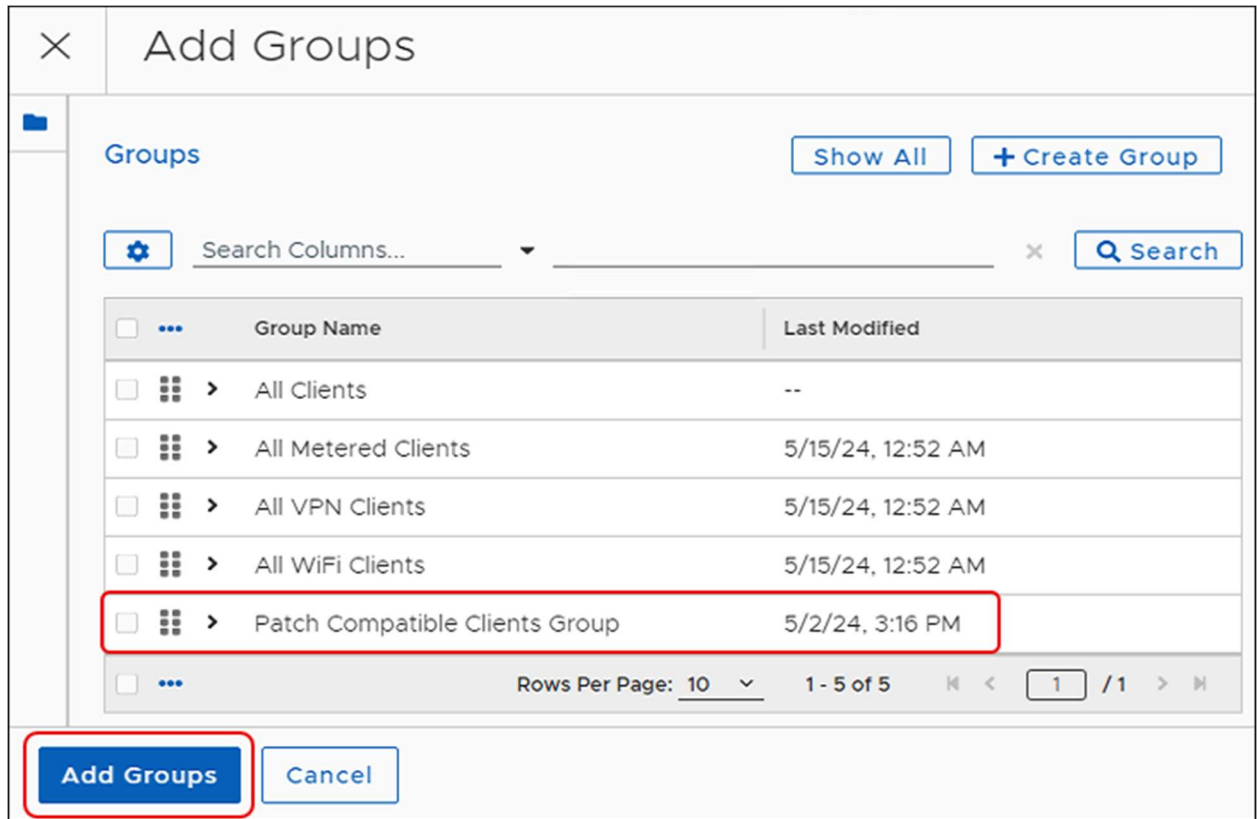 Add Groups
Groups
Show All
+ Create Group
Search Columns...
Search
Group Name Last Modified
All Clients --
All Metered Clients 5/15/24, 12:52 AM
All VPN Clients 5/15/24, 12:52 AM
All WiFi Clients 5/15/24, 12:52 AM
Patch Compatible Clients Group 5/2/24, 3:16 PM
Rows Per Page: 10 1 - 5 of 5 1 / 1
Add Groups Cancel